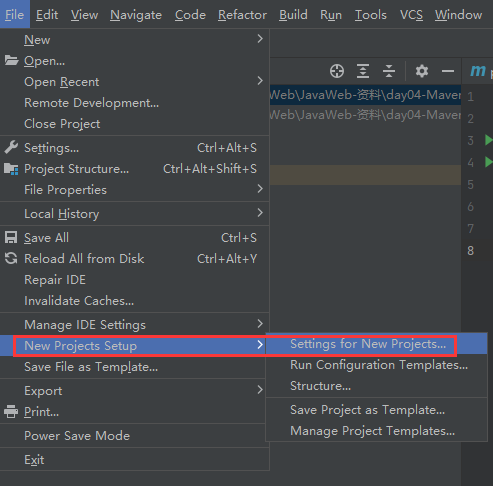 File Edit View Navigate Code Refactor Build Run Tools VCS Window
New
Open...
Open Recent
Remote Development...
Close Project
Settings... Ctrl+Alt+S
Project Structure... Ctrl+Alt+Shift+S
File Properties
Local History
Save All Ctrl+S
Reload All from Disk Ctrl+Alt+Y
Repair IDE
Invalidate Caches...
Manage IDE Settings
New Projects Setup
Save File as Template...
Export
Print...
Power Save Mode
Exit
Settings for New Projects...
Run Configuration Templates...
Structure...
Save Project as Template...
Manage Project Templates...
Web\JavaWeb-资料\day04-Maven
Web\JavaWeb-资料\day04-Maven
m
1
2
3
4
5
6
7
8